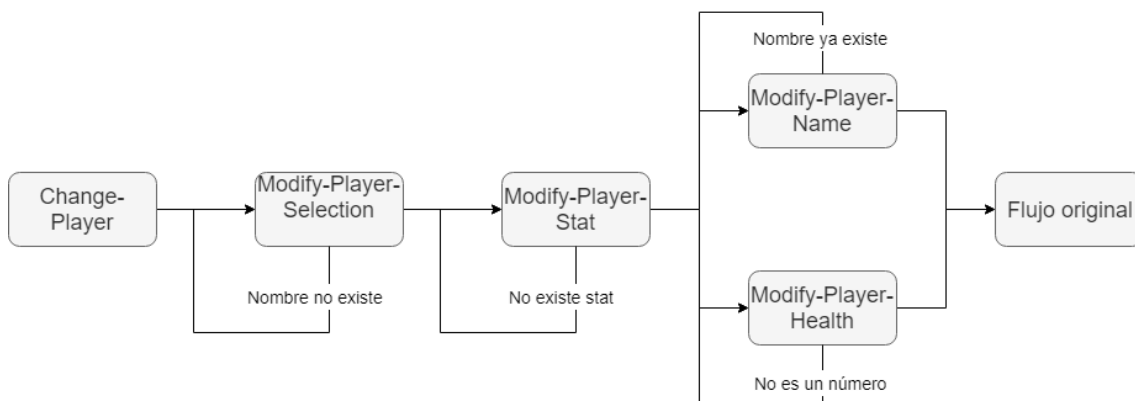 Nombre ya existe
Modify-Player-
Name
Change-
Player
Modify-Player-
Selection
Modify-Player-
Stat
Flujo original
Nombre no existe
No existe stat
Modify-Player-
Health
No es un número